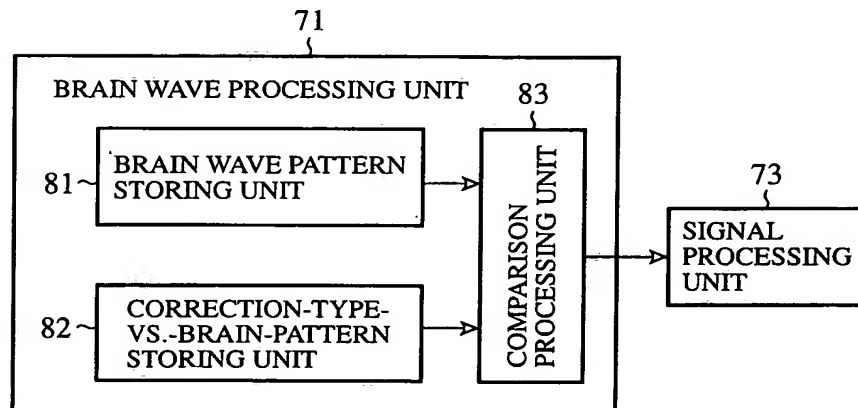 71
BRAIN WAVE PROCESSING UNIT
83
81
BRAIN WAVE PATTERN
STORING UNIT
82
CORRECTION-TYPE-
VS.-BRAIN-PATTERN
STORING UNIT
COMPARISON
PROCESSING UNIT
73
SIGNAL
PROCESSING
UNIT